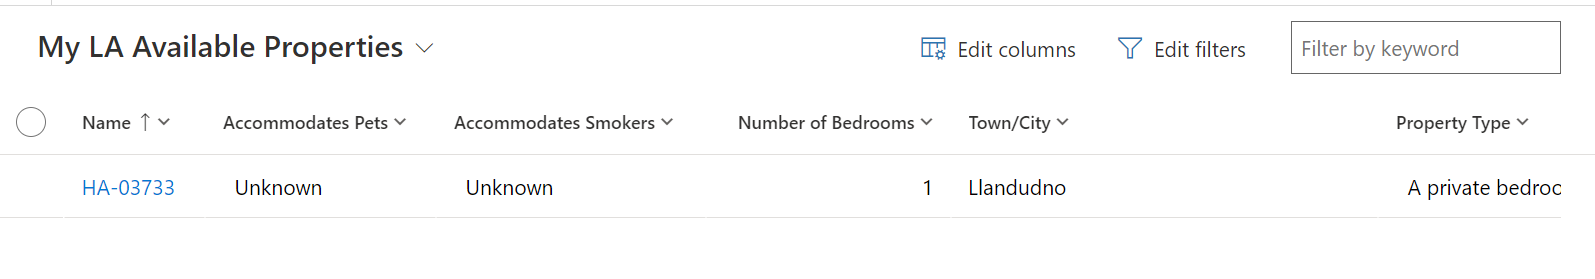 My LA Available Properties
Edit columns
Edit filters
Filter by keyword
Name Accommodates Pets Accommodates Smokers Number of Bedrooms Town/City Property Type
HA-03733 Unknown Unknown 1 Llandudno A private bedroo